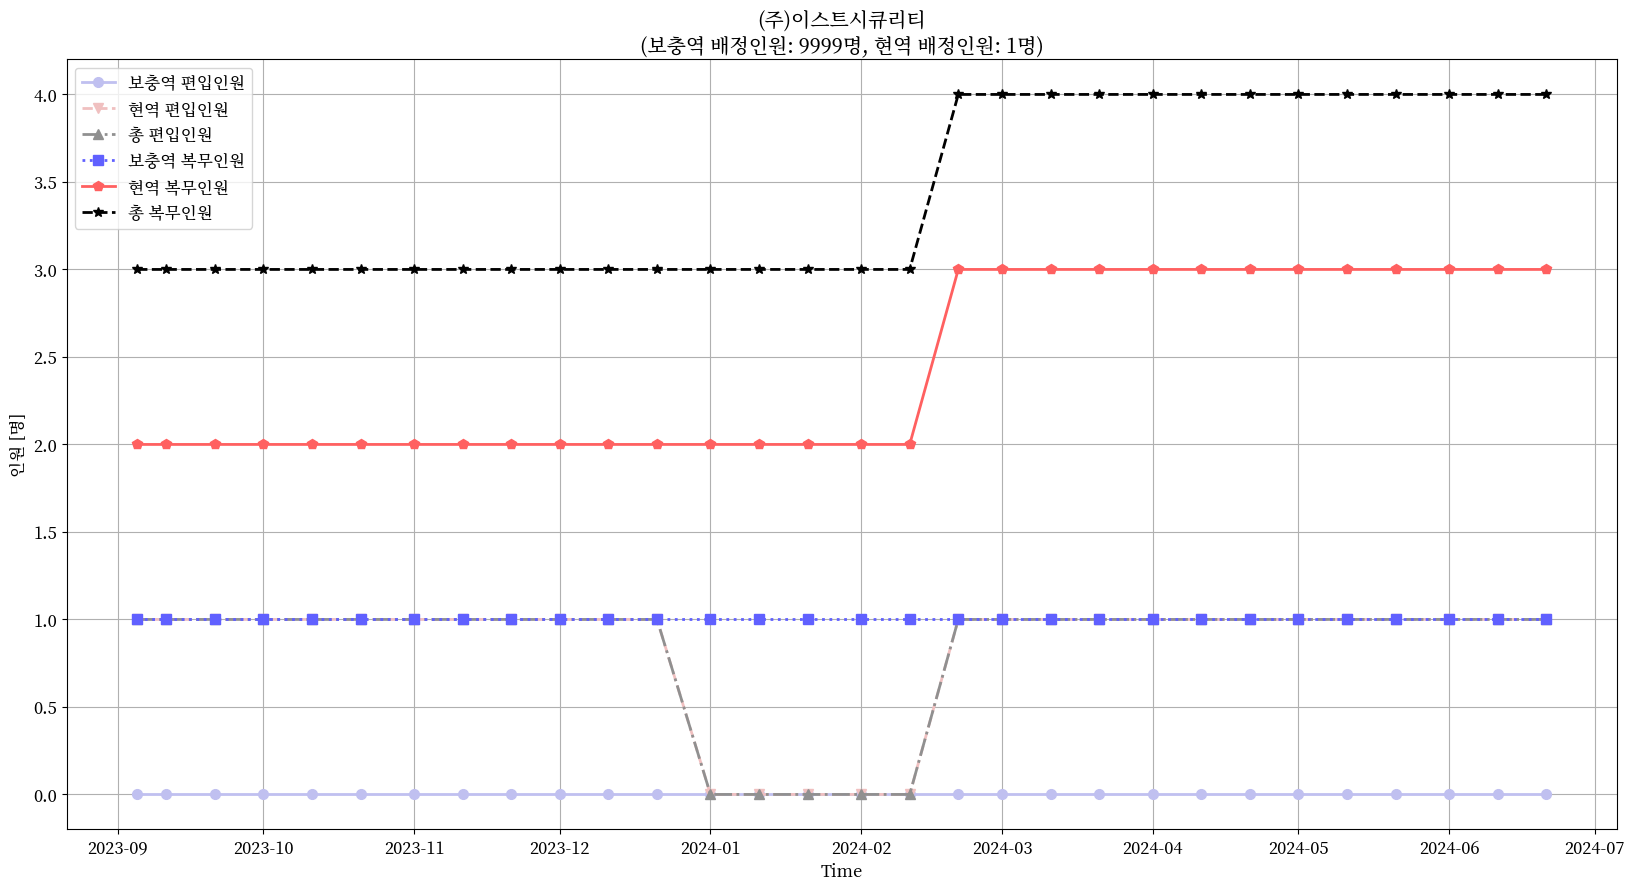 (주)이스트시큐리티
(보충역 배정인원: 9999명, 현역 배정인원: 1명)
보충역 편입인원
현역 편입인원
총 편입인원
보충역 복무인원
현역 복무인원
총 복무인원
4.0
3.5
3.0
2.5
2.0
1.5
1.0
0.5
0.0
인원 [명]
2023-09 2023-10 2023-11 2023-12 2024-01 2024-02 2024-03 2024-04 2024-05 2024-06 2024-07
Time